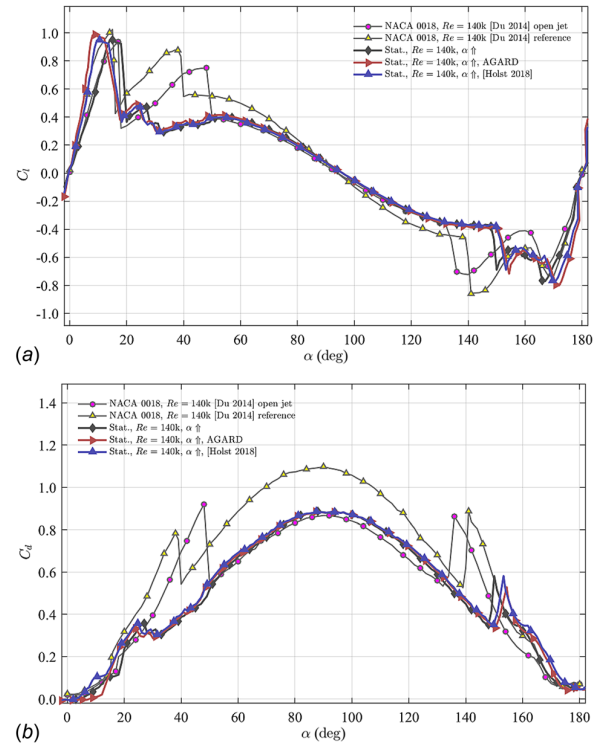 NACA 0018, Re = 140k [Du 2014] open jet
NACA 0018, Re = 140k [Du 2014] reference
Stat., Re = 140k, α ⇑
Stat., Re = 140k, α ⇑, AGARD
Stat., Re = 140k, α ⇑, [Holst 2018]
1.0
0.8
0.6
0.4
0.2
0.0
-0.2
-0.4
-0.6
-0.8
-1.0
C_l
0 20 40 60 80 100 120 140 160 180
α (deg)
(a)
NACA 0018, Re = 140k [Du 2014] open jet
NACA 0018, Re = 140k [Du 2014] reference
Stat., Re = 140k, α ⇑
Stat., Re = 140k, α ⇑, AGARD
Stat., Re = 140k, α ⇑, [Holst 2018]
1.4
1.2
1.0
0.8
0.6
0.4
0.2
0.0
C_d
0 20 40 60 80 100 120 140 160 180
α (deg)
(b)